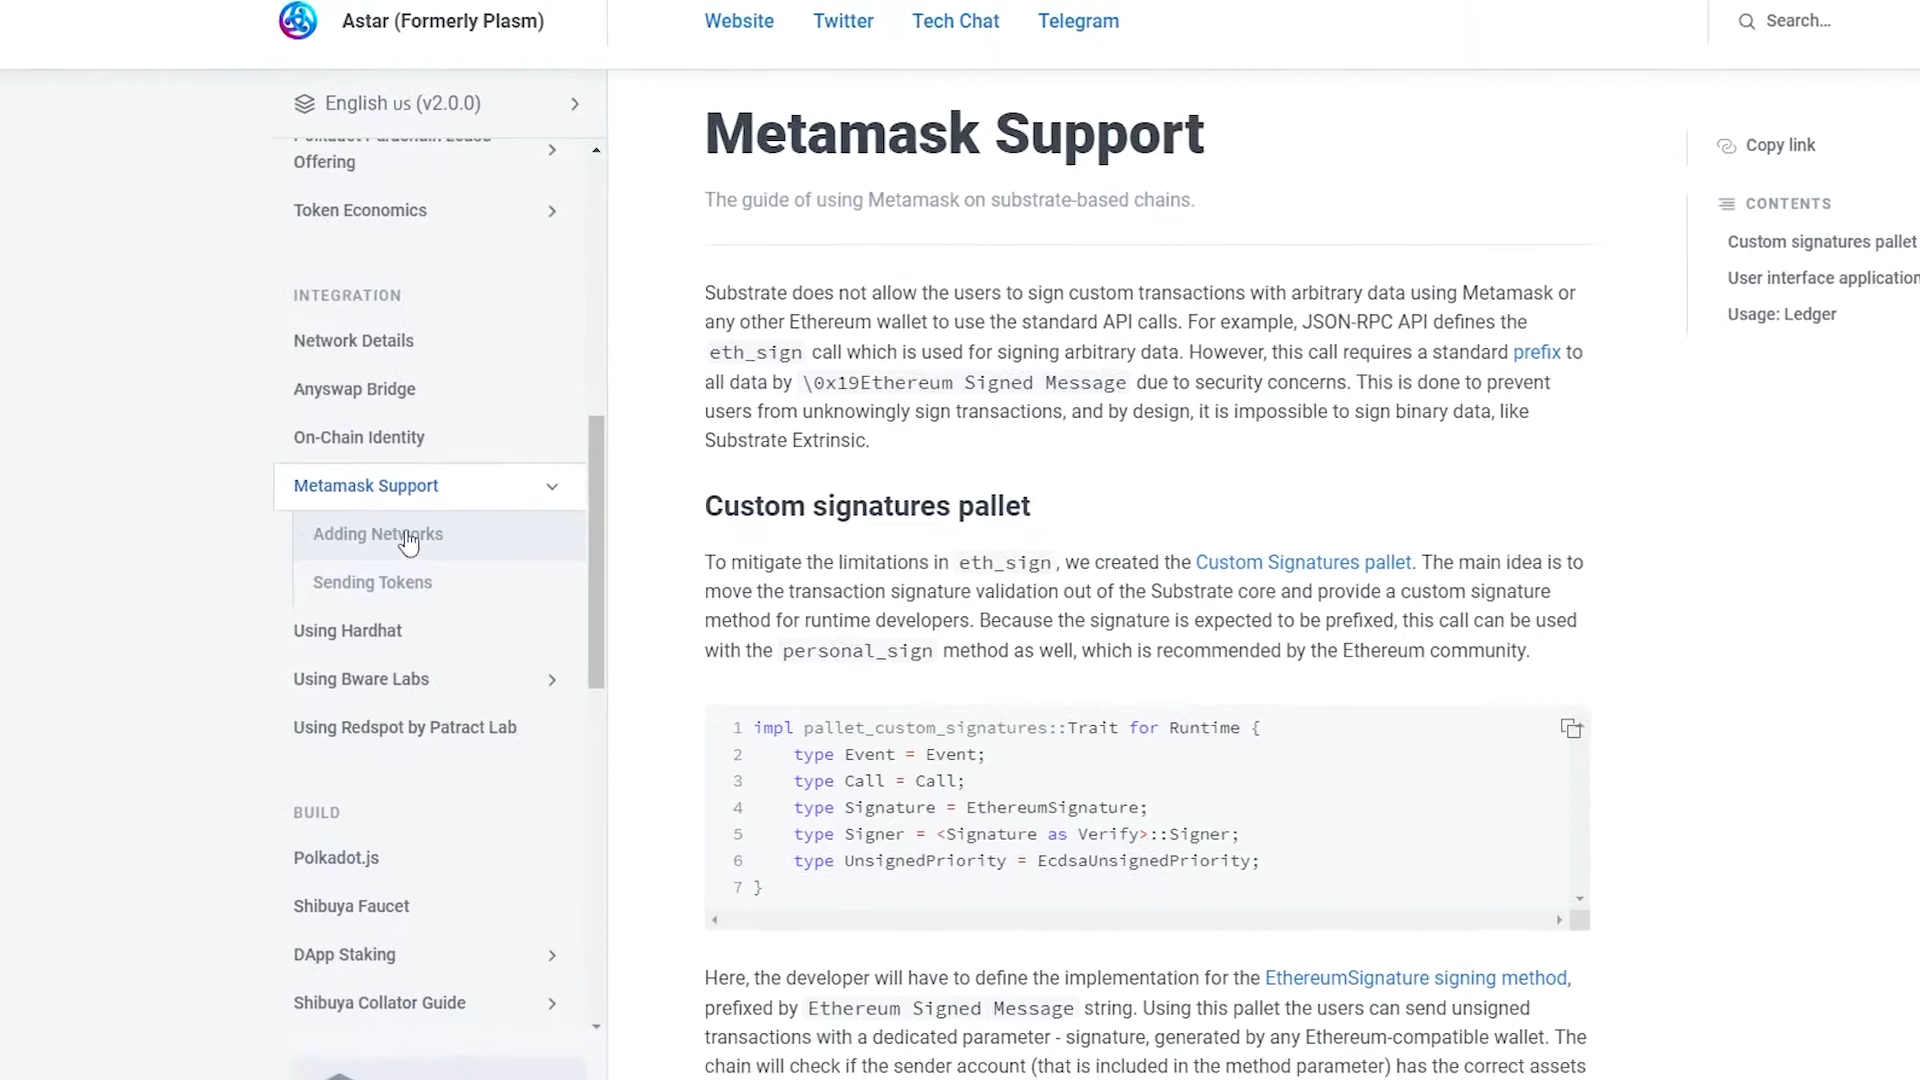 Astar (Formerly Plasm)
Website Twitter Tech Chat Telegram
Search...
English us (v2.0.0)
Polkadot Parachain Lease
Offering
Token Economics
INTEGRATION
Network Details
Anyswap Bridge
On-Chain Identity
Metamask Support
Adding Networks
Sending Tokens
Using Hardhat
Using Bware Labs
Using Redspot by Patract Lab
BUILD
Polkadot.js
Shibuya Faucet
DApp Staking
Shibuya Collator Guide
Metamask Support
The guide of using Metamask on substrate-based chains.
Substrate does not allow the users to sign custom transactions with arbitrary data using Metamask or
any other Ethereum wallet to use the standard API calls. For example, JSON-RPC API defines the
eth_sign call which is used for signing arbitrary data. However, this call requires a standard prefix to
all data by \0x19Ethereum Signed Message due to security concerns. This is done to prevent
users from unknowingly sign transactions, and by design, it is impossible to sign binary data, like
Substrate Extrinsic.
Custom signatures pallet
To mitigate the limitations in eth_sign, we created the Custom Signatures pallet. The main idea is to
move the transaction signature validation out of the Substrate core and provide a custom signature
method for runtime developers. Because the signature is expected to be prefixed, this call can be used
with the personal_sign method as well, which is recommended by the Ethereum community.
1 impl pallet_custom_signatures::Trait for Runtime {
2 type Event = Event;
3 type Call = Call;
4 type Signature = EthereumSignature;
5 type Signer = <Signature as Verify>::Signer;
6 type UnsignedPriority = EcdsaUnsignedPriority;
7 }
Here, the developer will have to define the implementation for the EthereumSignature signing method,
prefixed by Ethereum Signed Message string. Using this pallet the users can send unsigned
transactions with a dedicated parameter - signature, generated by any Ethereum-compatible wallet. The
chain will check if the sender account (that is included in the method parameter) has the correct assets
Copy link
CONTENTS
Custom signatures pallet
User interface application
Usage: Ledger